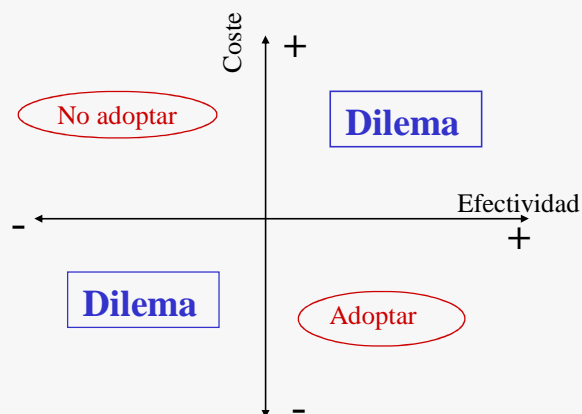 Coste
+
No adoptar
Dilema
Efectividad
-
+
Dilema
Adoptar
-